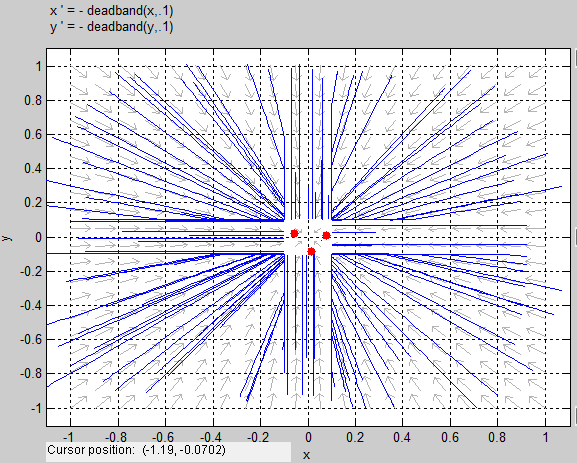 x ' = - deadband(x,.1)
y ' = - deadband(y,.1)
1
0.8
0.6
0.4
0.2
0
-0.2
-0.4
-0.6
-0.8
-1
y
-1 -0.8 -0.6 -0.4 -0.2 0 0.2 0.4 0.6 0.8 1
x
Cursor position: (-1.19, -0.0702)